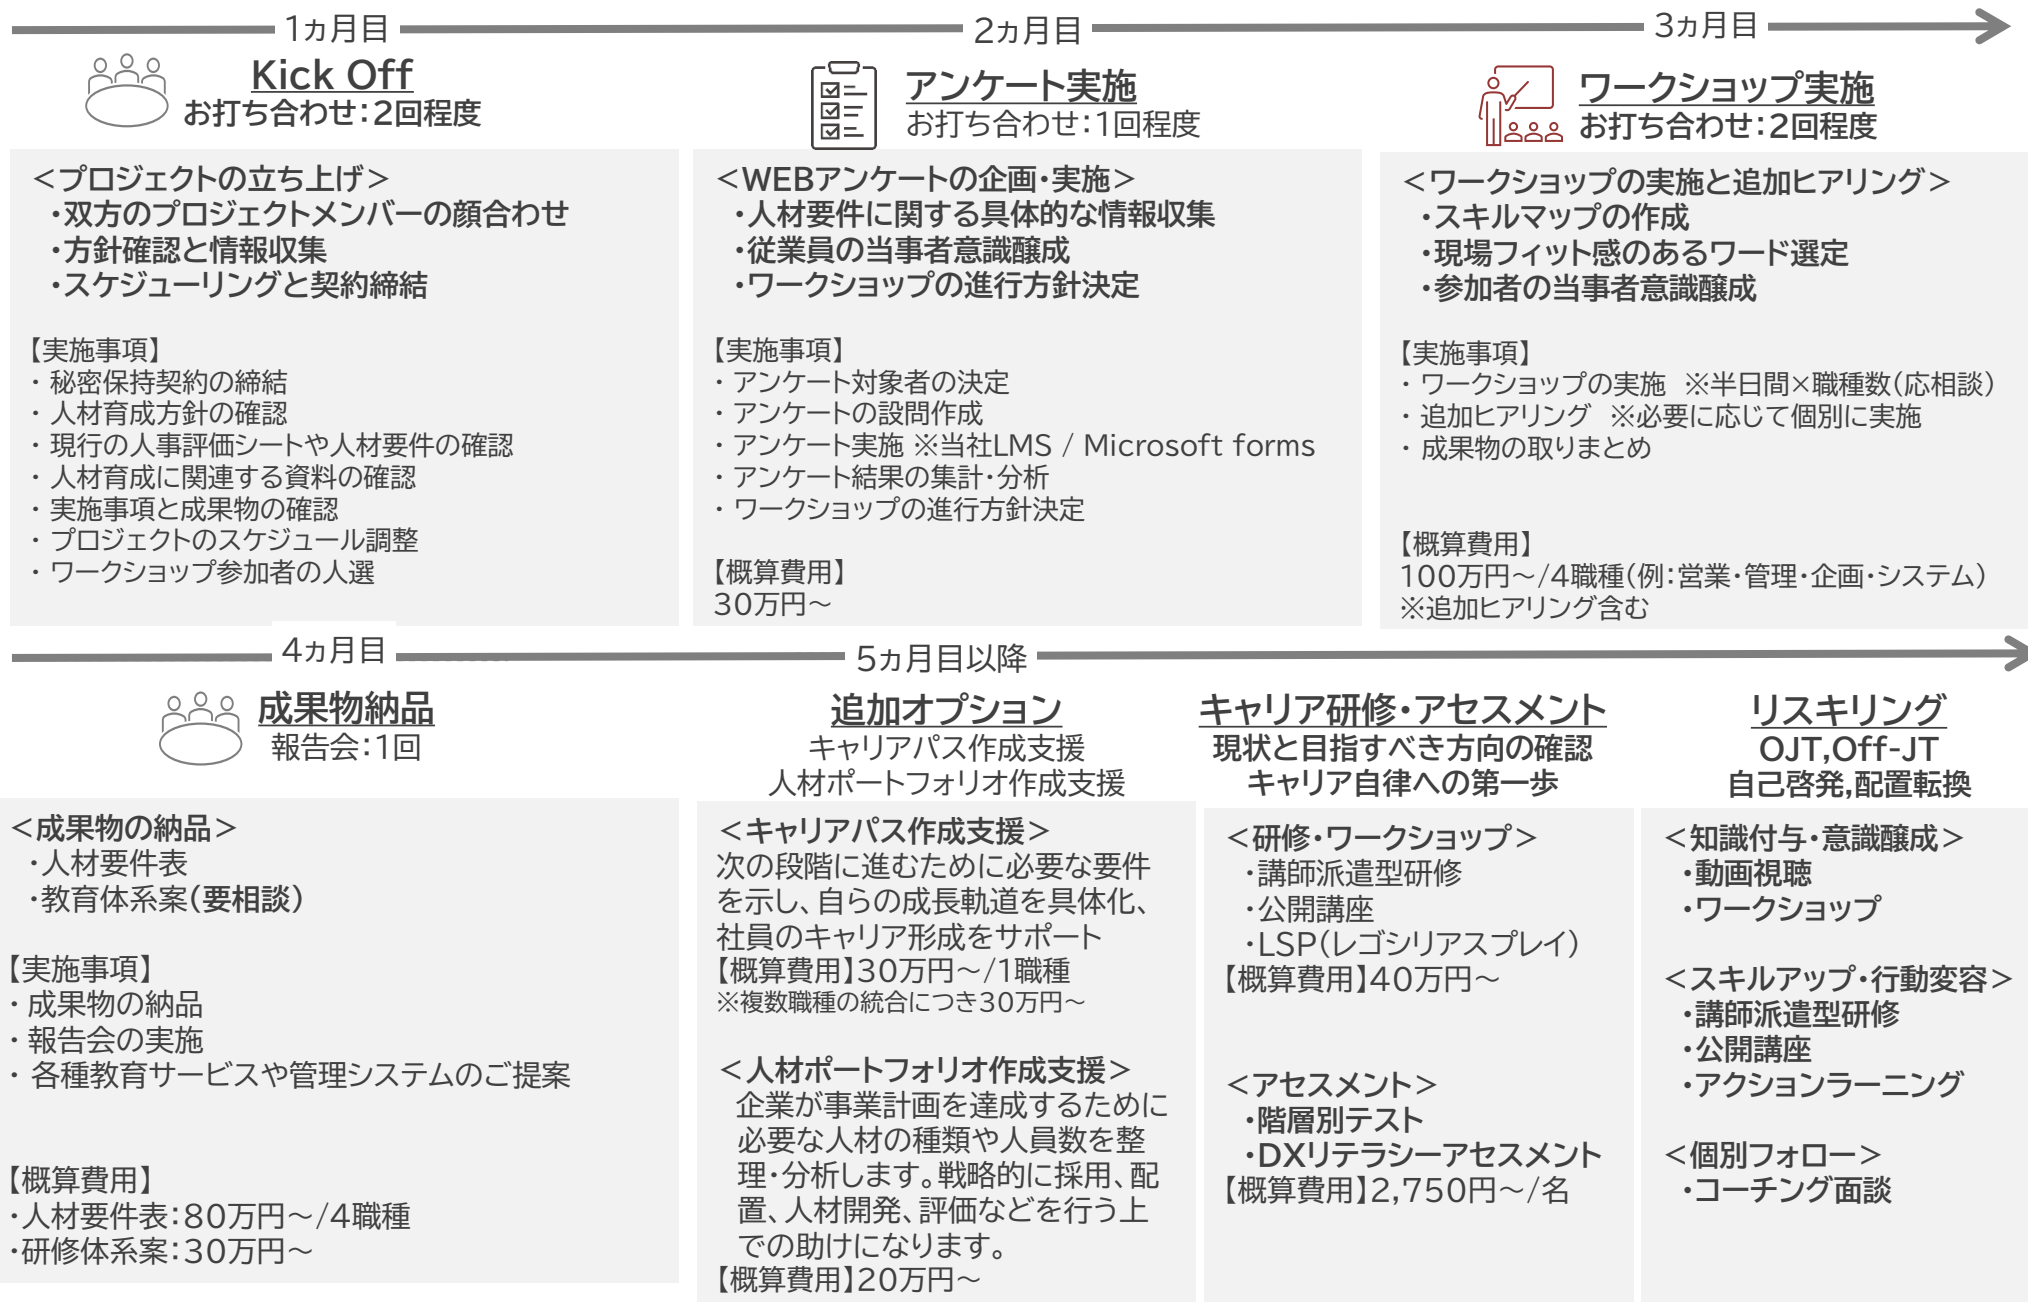 1ヵ月目
2ヵ月目
3ヵ月目
Kick Off
お打ち合わせ：2回程度
＜プロジェクトの立ち上げ＞
・双方のプロジェクトメンバーの顔合わせ
・方針確認と情報収集
・スケジューリングと契約締結
【実施事項】
・ 秘密保持契約の締結
・ 人材育成方針の確認
・ 現行の人事評価シートや人材要件の確認
・ 人材育成に関連する資料の確認
・ 実施事項と成果物の確認
・ プロジェクトのスケジュール調整
・ ワークショップ参加者の人選
アンケート実施
お打ち合わせ：1回程度
＜WEBアンケートの企画・実施＞
・人材要件に関する具体的な情報収集
・従業員の当事者意識醸成
・ワークショップの進行方針決定
【実施事項】
・ アンケート対象者の決定
・ アンケートの設問作成
・ アンケート実施 ※当社LMS / Microsoft forms
・ アンケート結果の集計・分析
・ ワークショップの進行方針決定
【概算費用】
30万円～
ワークショップ実施
お打ち合わせ：2回程度
＜ワークショップの実施と追加ヒアリング＞
・スキルマップの作成
・現場フィット感のあるワード選定
・参加者の当事者意識醸成
【実施事項】
・ ワークショップの実施　※半日間×職種数（応相談）
・ 追加ヒアリング　※必要に応じて個別に実施
・ 成果物の取りまとめ
【概算費用】
100万円～/4職種（例：営業・管理・企画・システム）
※追加ヒアリング含む
4ヵ月目
5ヵ月目以降
成果物納品
報告会：1回
＜成果物の納品＞
・人材要件表
・教育体系案（要相談）
【実施事項】
・ 成果物の納品
・ 報告会の実施
・ 各種教育サービスや管理システムのご提案
【概算費用】
・人材要件表：80万円～/4職種
・研修体系案：30万円～
追加オプション
キャリアパス作成支援
人材ポートフォリオ作成支援
＜キャリアパス作成支援＞
次の段階に進むために必要な要件
を示し、自らの成長軌道を具体化、
社員のキャリア形成をサポート
【概算費用】30万円～/1職種
※複数職種の統合につき30万円～
＜人材ポートフォリオ作成支援＞
企業が事業計画を達成するために
必要な人材の種類や人員数を整
理・分析します。戦略的に採用、配
置、人材開発、評価などを行う上
での助けになります。
【概算費用】20万円～
キャリア研修・アセスメント
現状と目指すべき方向の確認
キャリア自律への第一歩
＜研修・ワークショップ＞
・講師派遣型研修
・公開講座
・LSP（レゴシリアスプレイ）
【概算費用】40万円～
＜アセスメント＞
・階層別テスト
・DXリテラシーアセスメント
【概算費用】2,750円～/名
リスキリング
OJT,Off-JT
自己啓発,配置転換
＜知識付与・意識醸成＞
・動画視聴
・ワークショップ
＜スキルアップ・行動変容＞
・講師派遣型研修
・公開講座
・アクションラーニング
＜個別フォロー＞
・コーチング面談